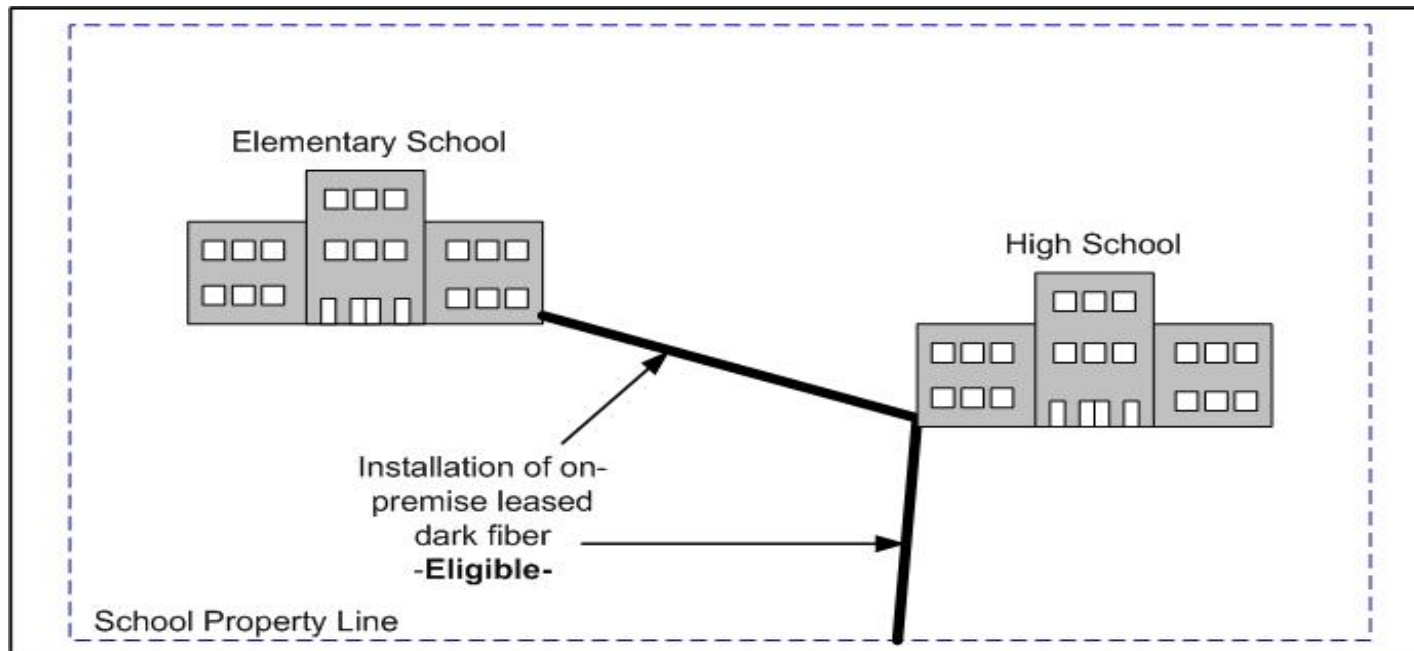 Elementary School
High School
Installation of on-
premise leased
dark fiber
-Eligible-
School Property Line